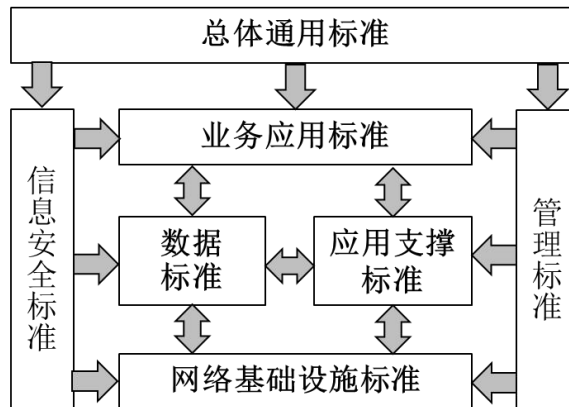 总体通用标准
业务应用标准
信息安全标准
数据
标准
应用支撑
标准
管理标准
网络基础设施标准